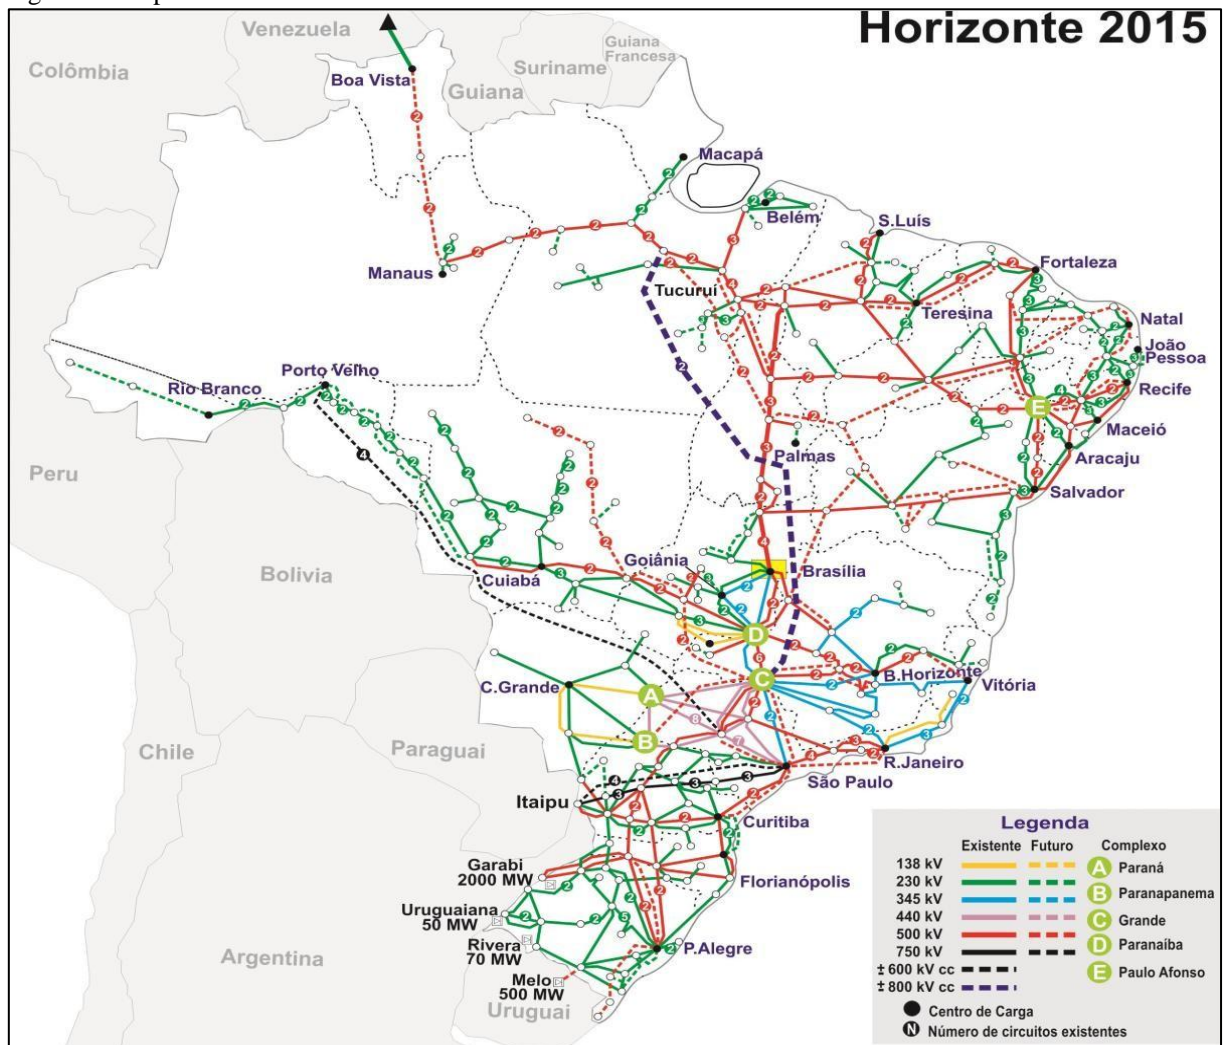 Horizonte 2015
Venezuela
Guiana
Francesa
Suriname
Colômbia
Boa Vista
Guiana
Macapá
Belém
S.Luís
Manaus
Fortaleza
Tucuruí
Teresina
Natal
João
Pessoa
Porto Velho
Rio Branco
Recife
E
Maceió
Palmas
Aracaju
Peru
Salvador
Goiânia
Brasília
Bolivia
Cuiabá
D
C
B.Horizonte
Vitória
C.Grande
A
B
Paraguai
Chile
R.Janeiro
São Paulo
Itaipu
Curitiba
Garabi
2000 MW
Florianópolis
Uruguaiana
50 MW
Rivera
70 MW
P.Alegre
Argentina
Melo
500 MW
Uruguai
Legenda
Existente Futuro Complexo
138 kV
A Paraná
230 kV
345 kV
B Paranapanema
440 kV
C Grande
500 kV
D Paranaíba
750 kV
E Paulo Afonso
± 600 kV cc
± 800 kV cc
Centro de Carga
N Número de circuitos existentes